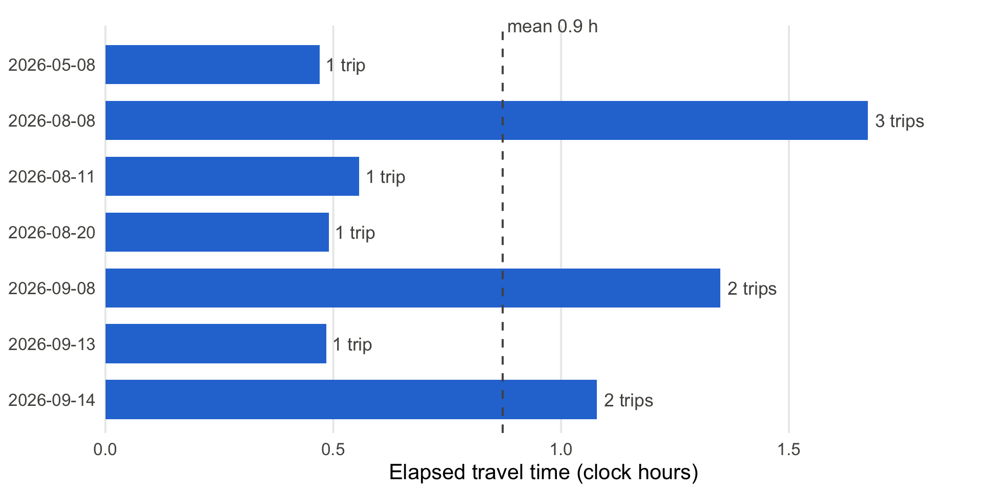 mean 0.9 h
2026-05-08
1 trip
2026-08-08
3 trips
2026-08-11
1 trip
2026-08-20
1 trip
2026-09-08
2 trips
2026-09-13
1 trip
2026-09-14
2 trips
0.0
0.5
1.0
1.5
Elapsed travel time (clock hours)